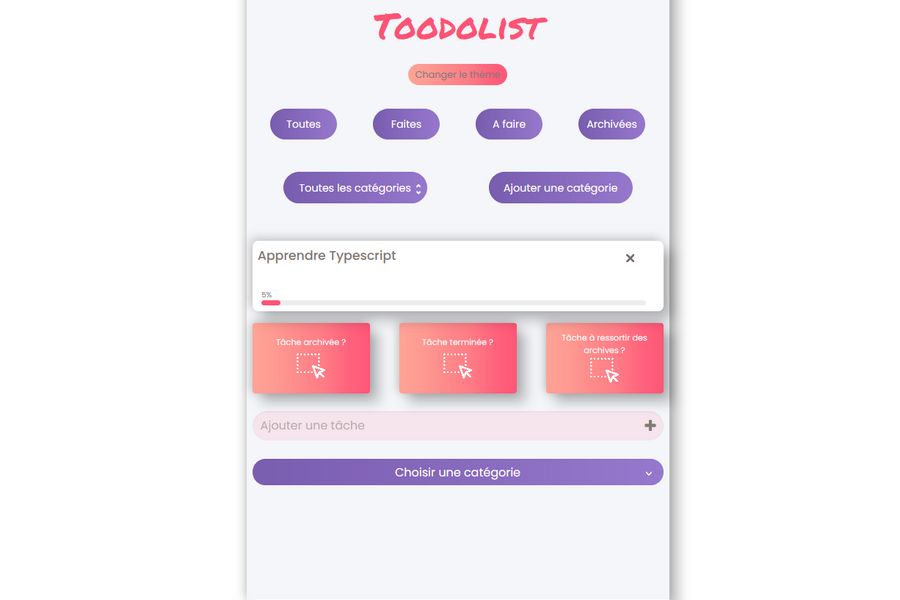 Toodolist
Changer le thème
Toutes
Faites
A faire
Archivées
Toutes les catégories
Ajouter une catégorie
Apprendre Typescript
5%
Tâche archivée ?
Tâche terminée ?
Tâche à ressortir des
archives ?
Ajouter une tâche
Choisir une catégorie